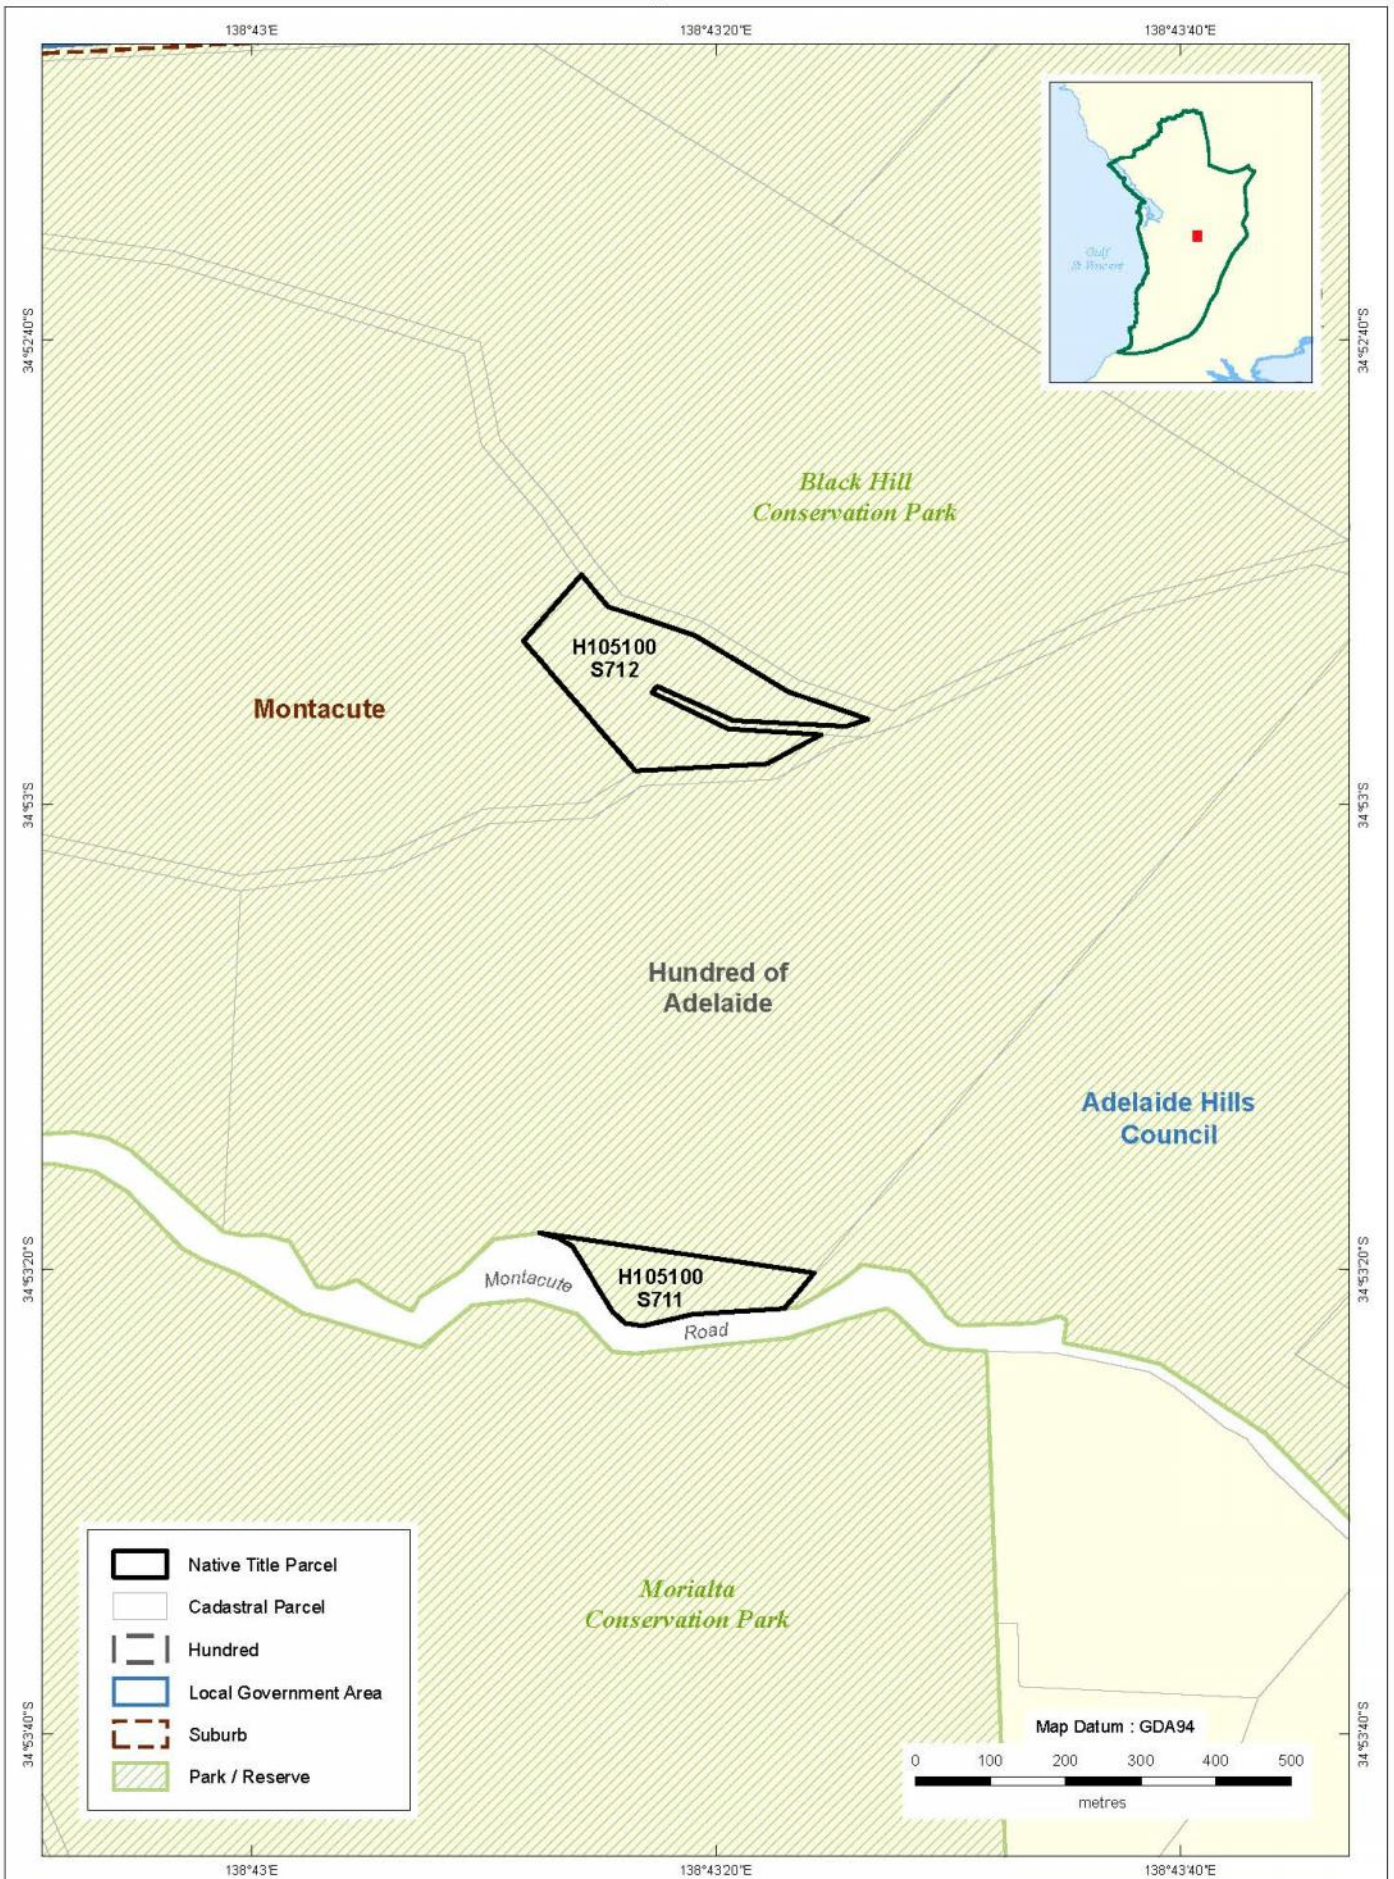 138°43'E
138°43'20"E
138°43'40"E
Gulf
St Vincent
34°52'40"S
34°52'40"S
Black Hill
Conservation Park
H105100
S712
Montacute
34°53'S
34°53'S
Hundred of
Adelaide
Adelaide Hills
Council
34°53'20"S
34°53'20"S
H105100
S711
Montacute
Road
Native Title Parcel
Cadastral Parcel
Hundred
Local Government Area
Suburb
Park / Reserve
Morialta
Conservation Park
34°53'40"S
34°53'40"S
Map Datum : GDA94
0 100 200 300 400 500
metres
138°43'E
138°43'20"E
138°43'40"E